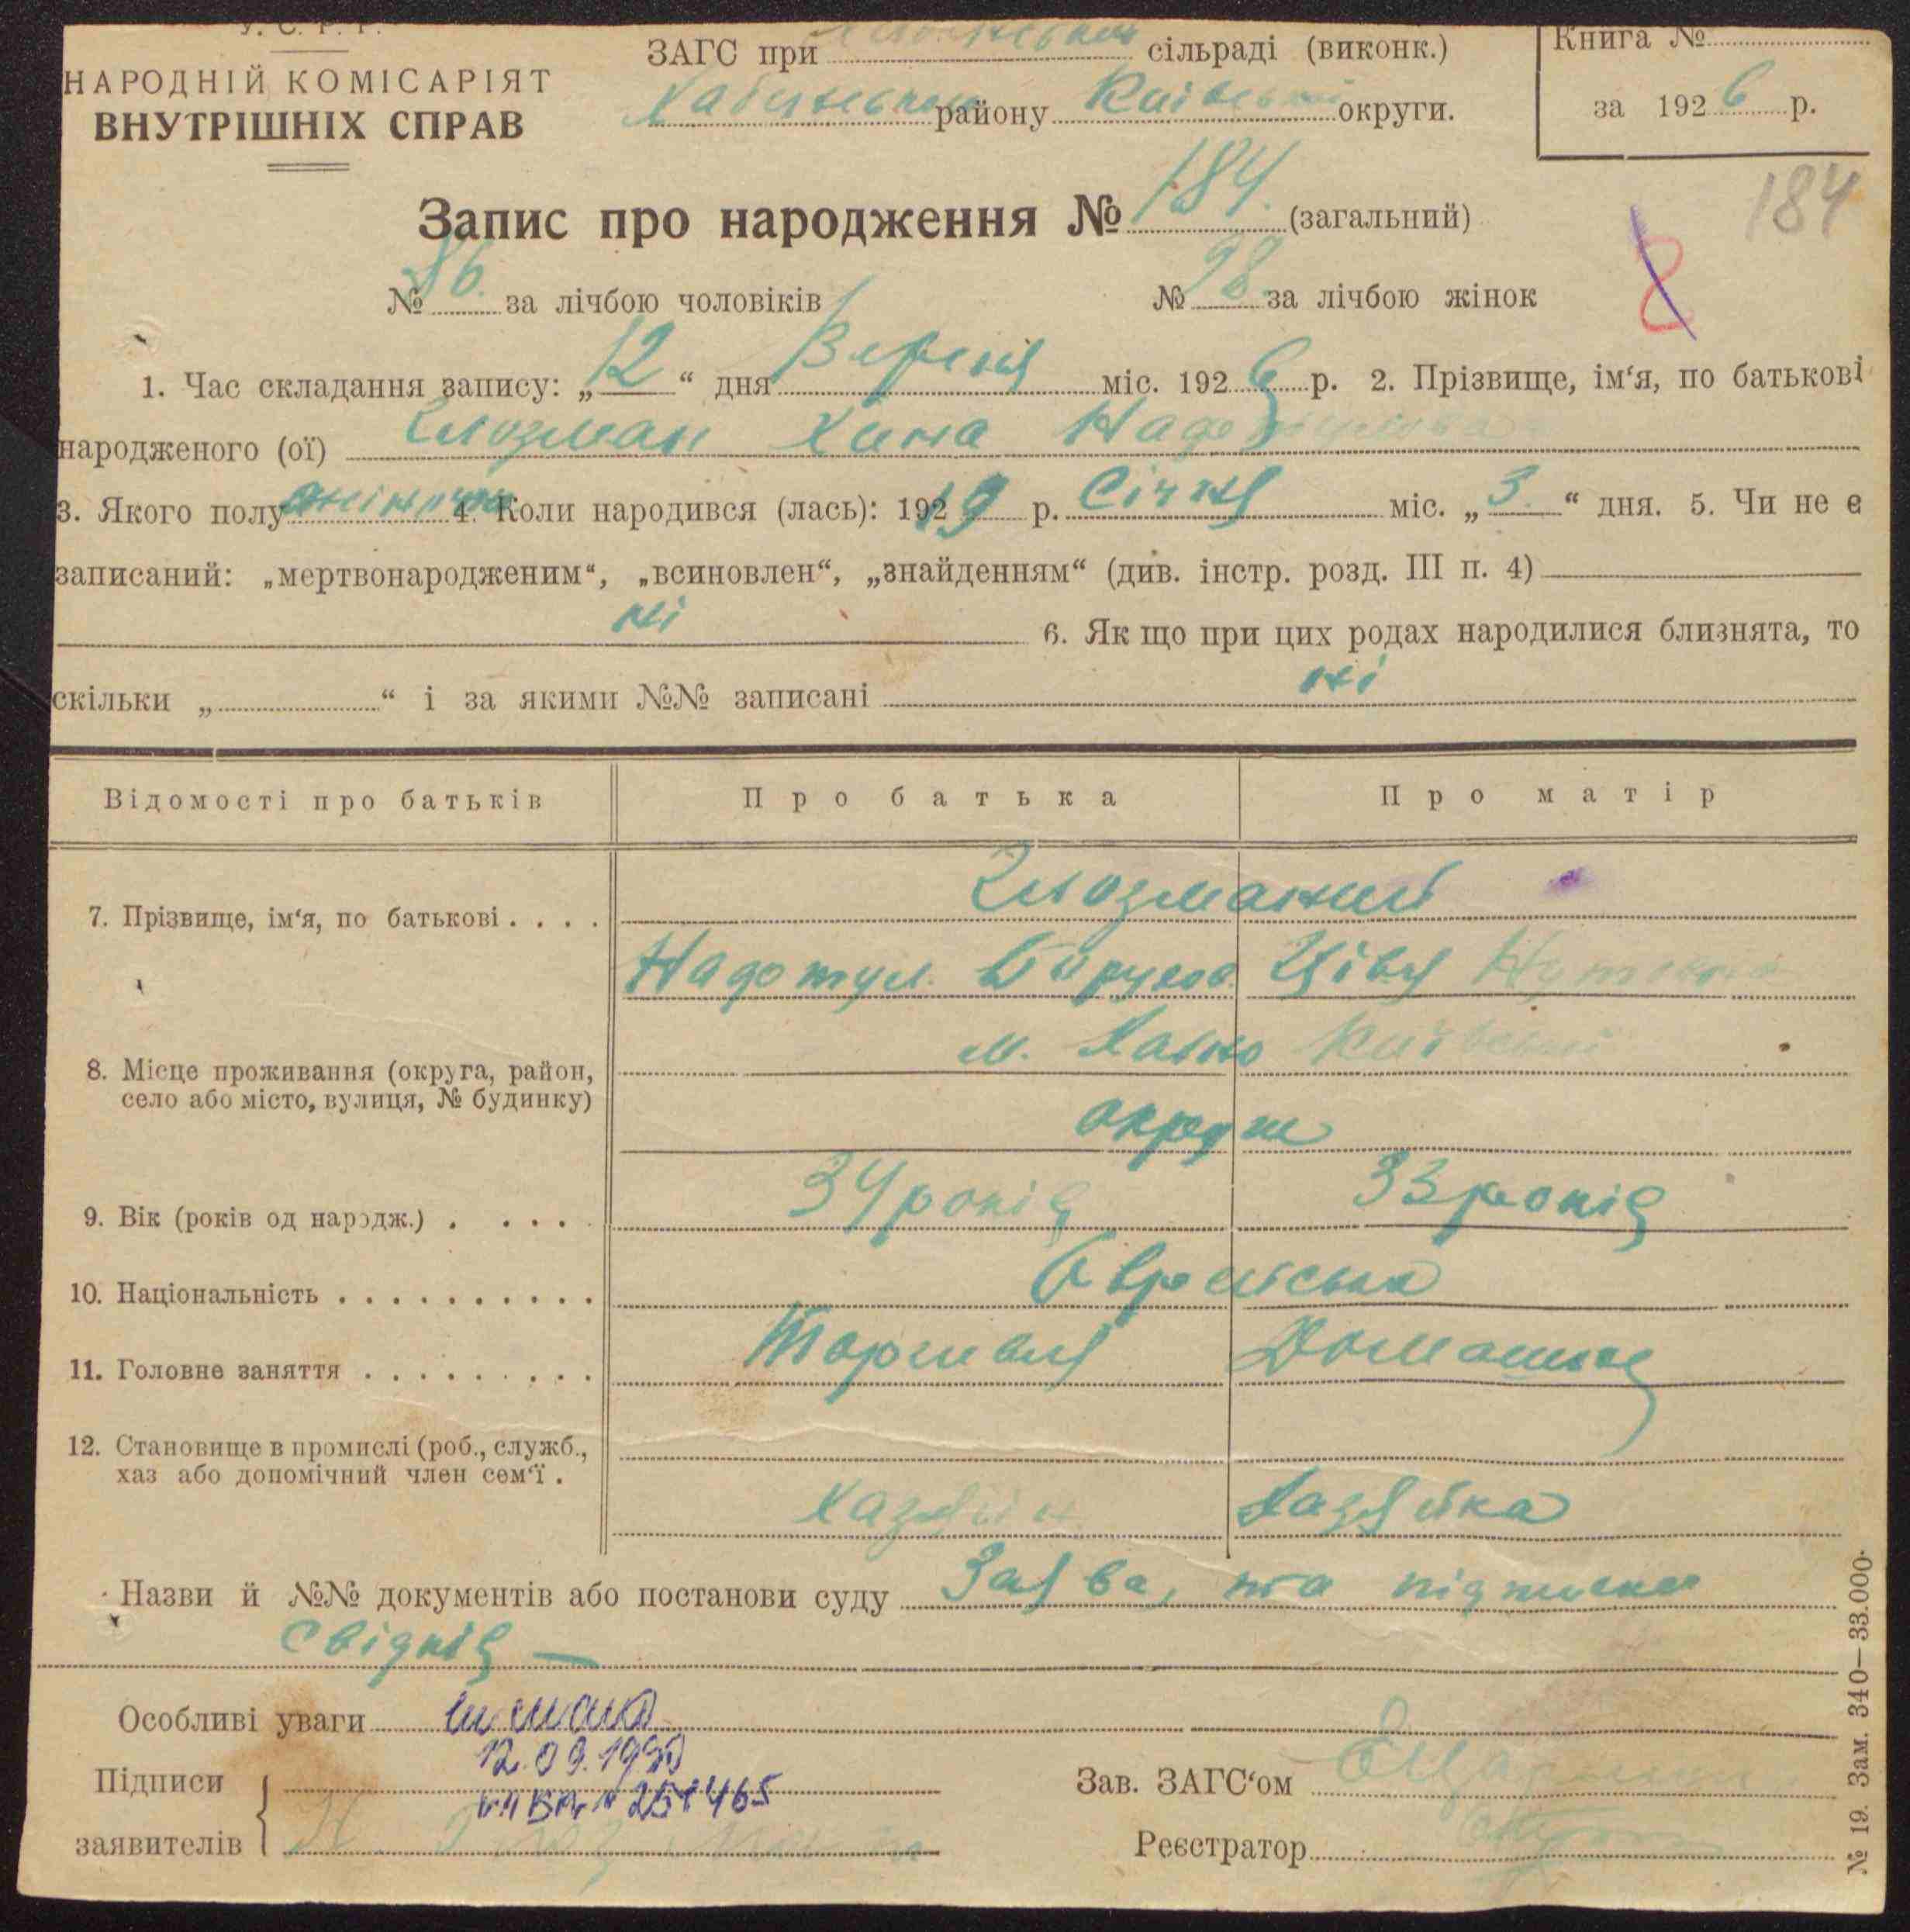 У. С. Р. Р.
НАРОДНІЙ КОМІСАРІЯТ
ВНУТРІШНІХ СПРАВ
ЗАГС при сільраді (виконк.)
району Київської округи.
Книга №
за 1926 р.
Запис про народження № 184. (загальний)
184
8
№ 86. за лічбою чоловіків № 98. за лічбою жінок
1. Час складання запису: „12“ дня Вересня міс. 1926 р. 2. Прізвище, ім‘я, по батькові
народженого (ої) Хана
3. Якого полу жіночого 4. Коли народився (лась): 1919 р. Січня міс. „3.“ дня. 5. Чи не є
записаний: „мертвонародженим“, „всиновлен“, „знайденням“ (див. інстр. розд. III п. 4)
ні 6. Як що при цих родах народилися близнята, то
скільки „ “ і за якими №№ записані ні
Відомості про батьків Про батька Про матір
7. Прізвище, ім‘я, по батькові . . . .
Цівя
8. Місце проживання (округа, район,
село або місто, вулиця, № будинку)
м. Хабно Київської
округи
9. Вік (років од народж.) . . . . . 34 років 33 років
10. Національність . . . . . . . . . . Єврейська
11. Головне заняття . . . . . . . . . Торгивля Домашнє
12. Становище в промислі (роб., служб.,
хаз або допомічний член сем‘ї .
Хазяїн Хазяйка
Назви й №№ документів або постанови суду Заява, та підписка
свідків —
Особливі уваги
12.09.19
Підписи
заявителів
Зав. ЗАГС‘ом
Реєстратор
№ 19. Зам. 340—33.000.